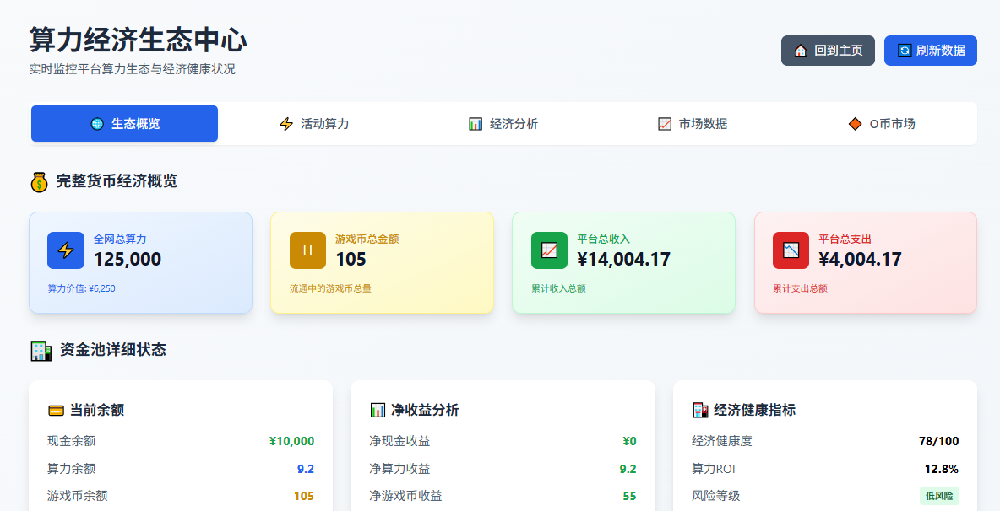 算力经济生态中心
实时监控平台算力生态与经济健康状况
回到主页
刷新数据
生态概览
活动算力
经济分析
市场数据
O币市场
完整货币经济概览
全网总算力
125,000
算力价值: ¥6,250
游戏币总金额
105
流通中的游戏币总量
平台总收入
¥14,004.17
累计收入总额
平台总支出
¥4,004.17
累计支出总额
资金池详细状态
当前余额
现金余额 ¥10,000
算力余额 9.2
游戏币余额 105
净收益分析
净现金收益 ¥0
净算力收益 9.2
净游戏币收益 55
经济健康指标
经济健康度 78/100
算力ROI 12.8%
风险等级 低风险